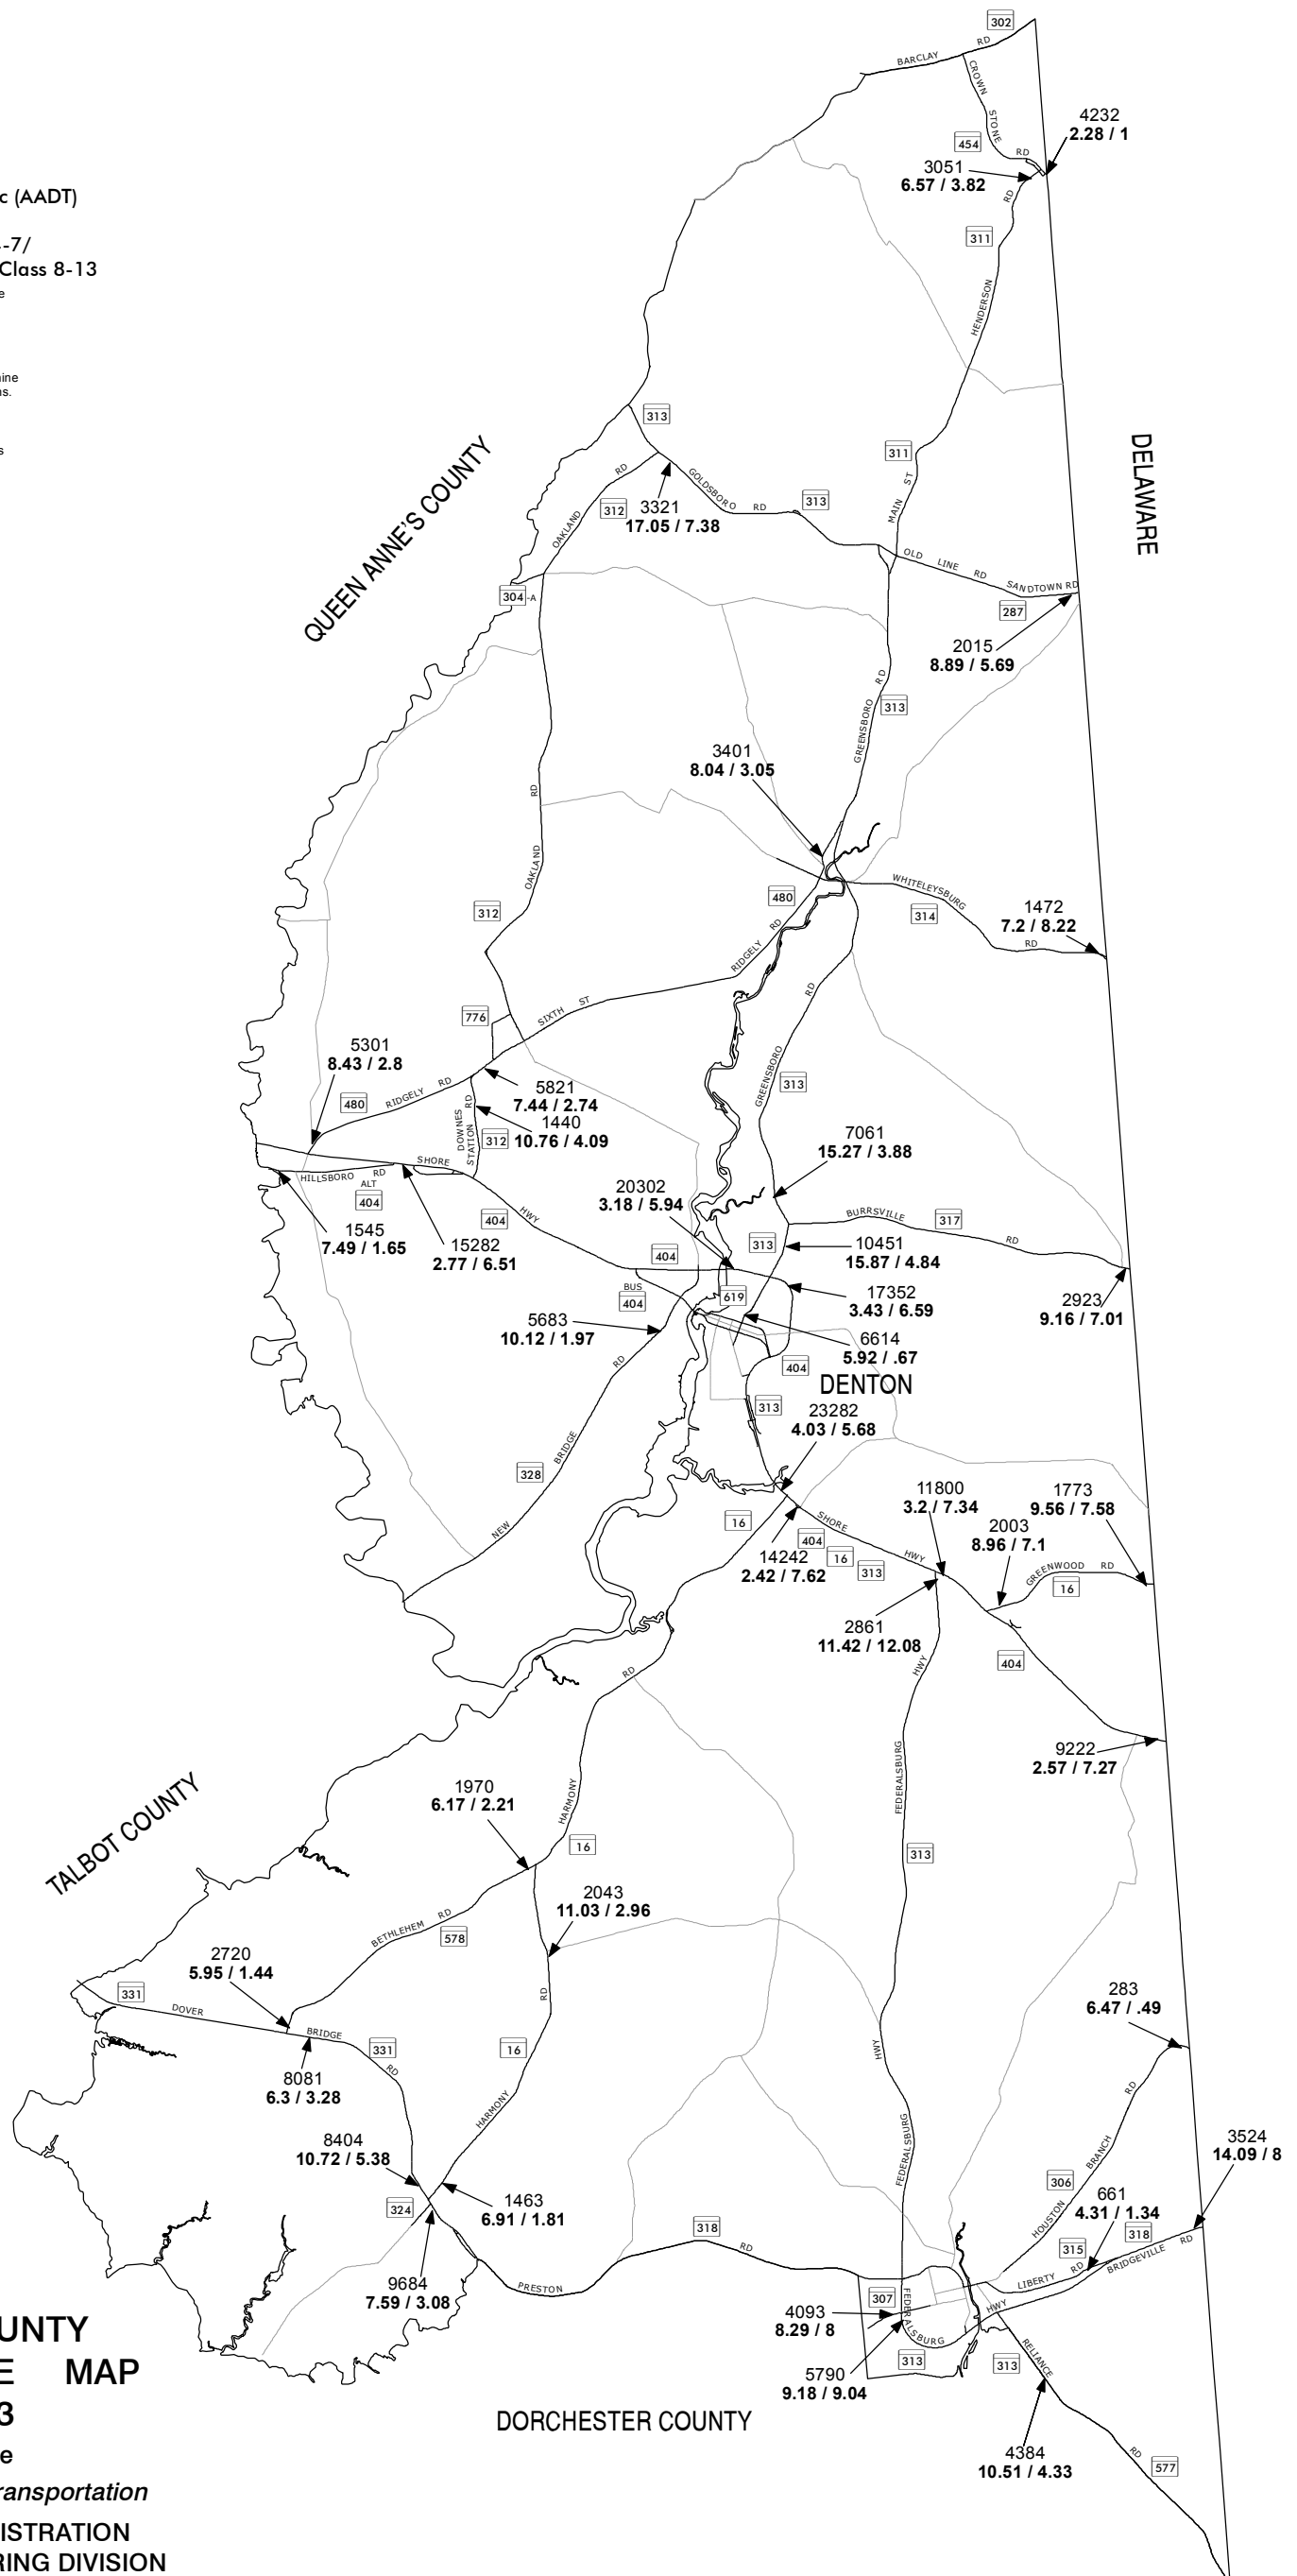 302
BARCLAY RD
CROWN STONE RD
4232
2.28 / 1
454
3051
6.57 / 3.82
RD
c (AADT)
311
-7/
Class 8-13
e
HENDERSON
ine
ns.
313
DELAWARE
QUEEN ANNE'S COUNTY
s
311
OAKLAND RD
GOLDSBORO RD
MAIN ST
312
3321
17.05 / 7.38
313
OLD LINE RD
SANDTOWN RD
304 -A
287
2015
8.89 / 5.69
GREENSBORO RD
313
3401
8.04 / 3.05
OAKLAND RD
480
WHITELEYSBURG RD
314
1472
7.2 / 8.22
312
RIDGELY RD
776
SIXTH ST
5301
8.43 / 2.8
GREENSBORO RD
313
480
RIDGELY RD
5821
7.44 / 2.74
1440
10.76 / 4.09
DOWNES STATION RD
312
7061
15.27 / 3.88
HILLSBORO RD
ALT
404
SHORE HWY
20302
3.18 / 5.94
BURRSVILLE RD
317
1545
7.49 / 1.65
15282
2.77 / 6.51
404
404
313
10451
15.87 / 4.84
BUS
404
619
17352
3.43 / 6.59
2923
9.16 / 7.01
5683
10.12 / 1.97
6614
5.92 / .67
404
DENTON
313
23282
4.03 / 5.68
NEW BRIDGE RD
328
16
SHORE HWY
404
16
313
14242
2.42 / 7.62
11800
3.2 / 7.34
1773
9.56 / 7.58
2003
8.96 / 7.1
GREENWOOD RD
16
2861
11.42 / 12.08
404
9222
2.57 / 7.27
TALBOT COUNTY
HARMONY RD
FEDERALSBURG HWY
1970
6.17 / 2.21
16
313
BETHLEHEM RD
578
2043
11.03 / 2.96
2720
5.95 / 1.44
331
DOVER BRIDGE RD
331
8081
6.3 / 3.28
HARMONY RD
16
283
6.47 / .49
FEDERALSBURG HWY
8404
10.72 / 5.38
324
1463
6.91 / 1.81
3524
14.09 / 8
HOUSTON BRANCH RD
306
661
4.31 / 1.34
318
315
PRESTON RD
318
LIBERTY RD
BRIDGEVILLE RD
HWY
9684
7.59 / 3.08
307
4093
8.29 / 8
FEDERALSBURG
313
5790
9.18 / 9.04
RELIANCE RD
313
UNTY
E MAP
3
DORCHESTER COUNTY
4384
10.51 / 4.33
577
e
ransportation
ISTRATION
RING DIVISION